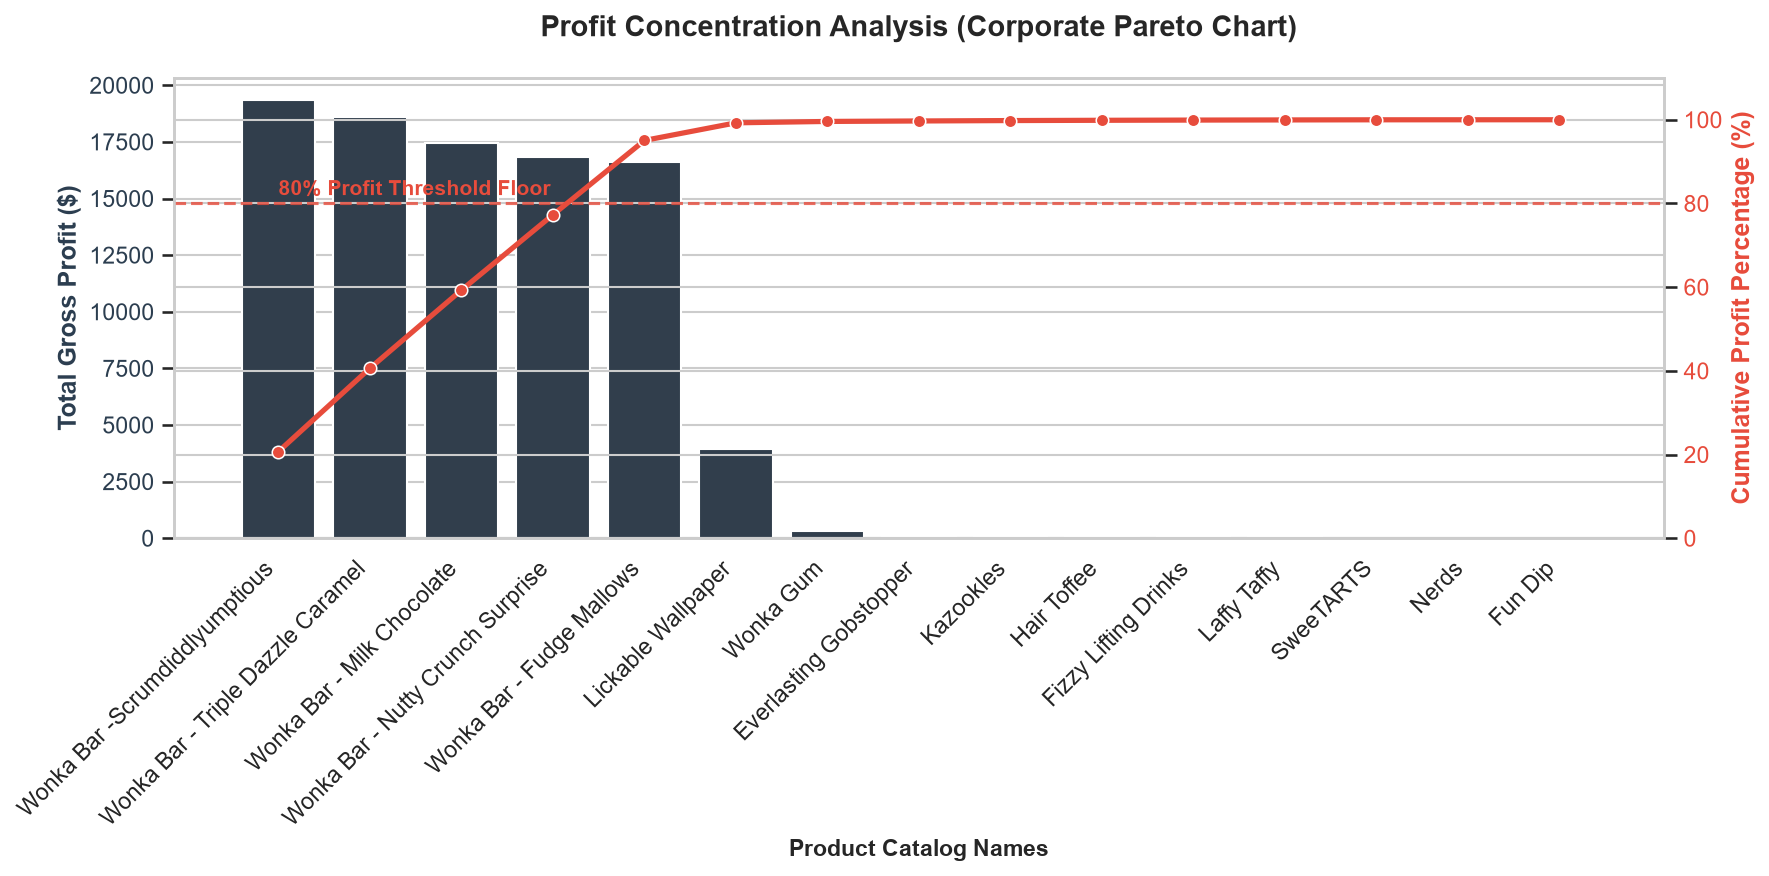 Profit Concentration Analysis (Corporate Pareto Chart)
Total Gross Profit ($)
20000
17500
15000
12500
10000
7500
5000
2500
0
80% Profit Threshold Floor
100
80
60
40
20
0
Cumulative Profit Percentage (%)
Wonka Bar -Scrumdiddlyumptious
Wonka Bar - Triple Dazzle Caramel
Wonka Bar - Milk Chocolate
Wonka Bar - Nutty Crunch Surprise
Wonka Bar - Fudge Mallows
Lickable Wallpaper
Wonka Gum
Everlasting Gobstopper
Kazookles
Hair Toffee
Fizzy Lifting Drinks
Laffy Taffy
SweeTARTS
Nerds
Fun Dip
Product Catalog Names